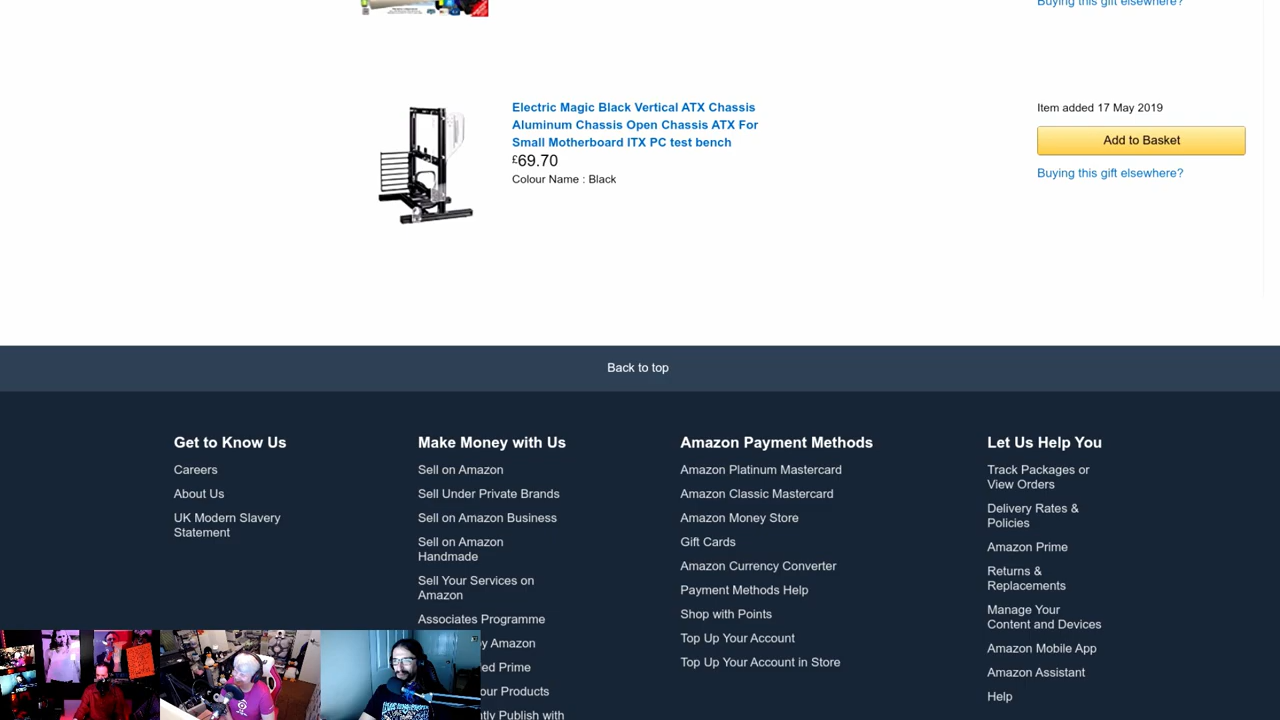 Buying this gift elsewhere?
Electric Magic Black Vertical ATX Chassis
Aluminum Chassis Open Chassis ATX For
Small Motherboard ITX PC test bench
£69.70
Colour Name : Black
Item added 17 May 2019
Add to Basket
Buying this gift elsewhere?
Back to top
Get to Know Us
Careers
About Us
UK Modern Slavery
Statement
Make Money with Us
Sell on Amazon
Sell Under Private Brands
Sell on Amazon Business
Sell on Amazon
Handmade
Sell Your Services on
Amazon
Associates Programme
y Amazon
ed Prime
our Products
ntly Publish with
Amazon Payment Methods
Amazon Platinum Mastercard
Amazon Classic Mastercard
Amazon Money Store
Gift Cards
Amazon Currency Converter
Payment Methods Help
Shop with Points
Top Up Your Account
Top Up Your Account in Store
Let Us Help You
Track Packages or
View Orders
Delivery Rates &
Policies
Amazon Prime
Returns &
Replacements
Manage Your
Content and Devices
Amazon Mobile App
Amazon Assistant
Help